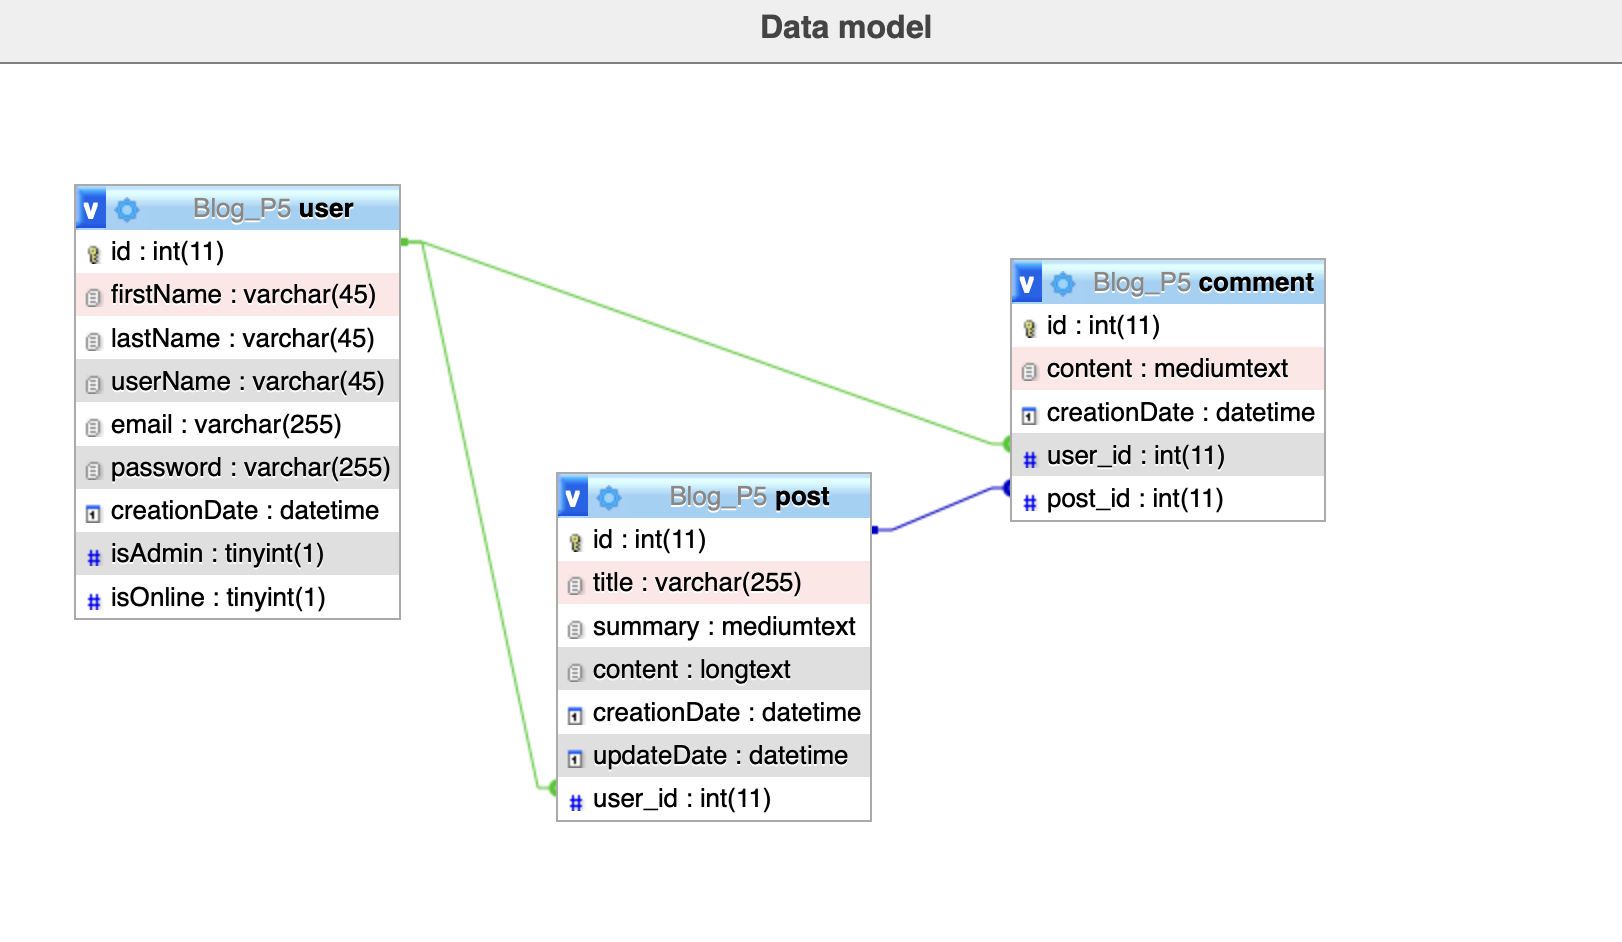 Data model
v Blog_P5 user
id : int(11)
firstName : varchar(45)
lastName : varchar(45)
userName : varchar(45)
email : varchar(255)
password : varchar(255)
creationDate : datetime
isAdmin : tinyint(1)
isOnline : tinyint(1)
v Blog_P5 post
id : int(11)
title : varchar(255)
summary : mediumtext
content : longtext
creationDate : datetime
updateDate : datetime
user_id : int(11)
v Blog_P5 comment
id : int(11)
content : mediumtext
creationDate : datetime
user_id : int(11)
post_id : int(11)